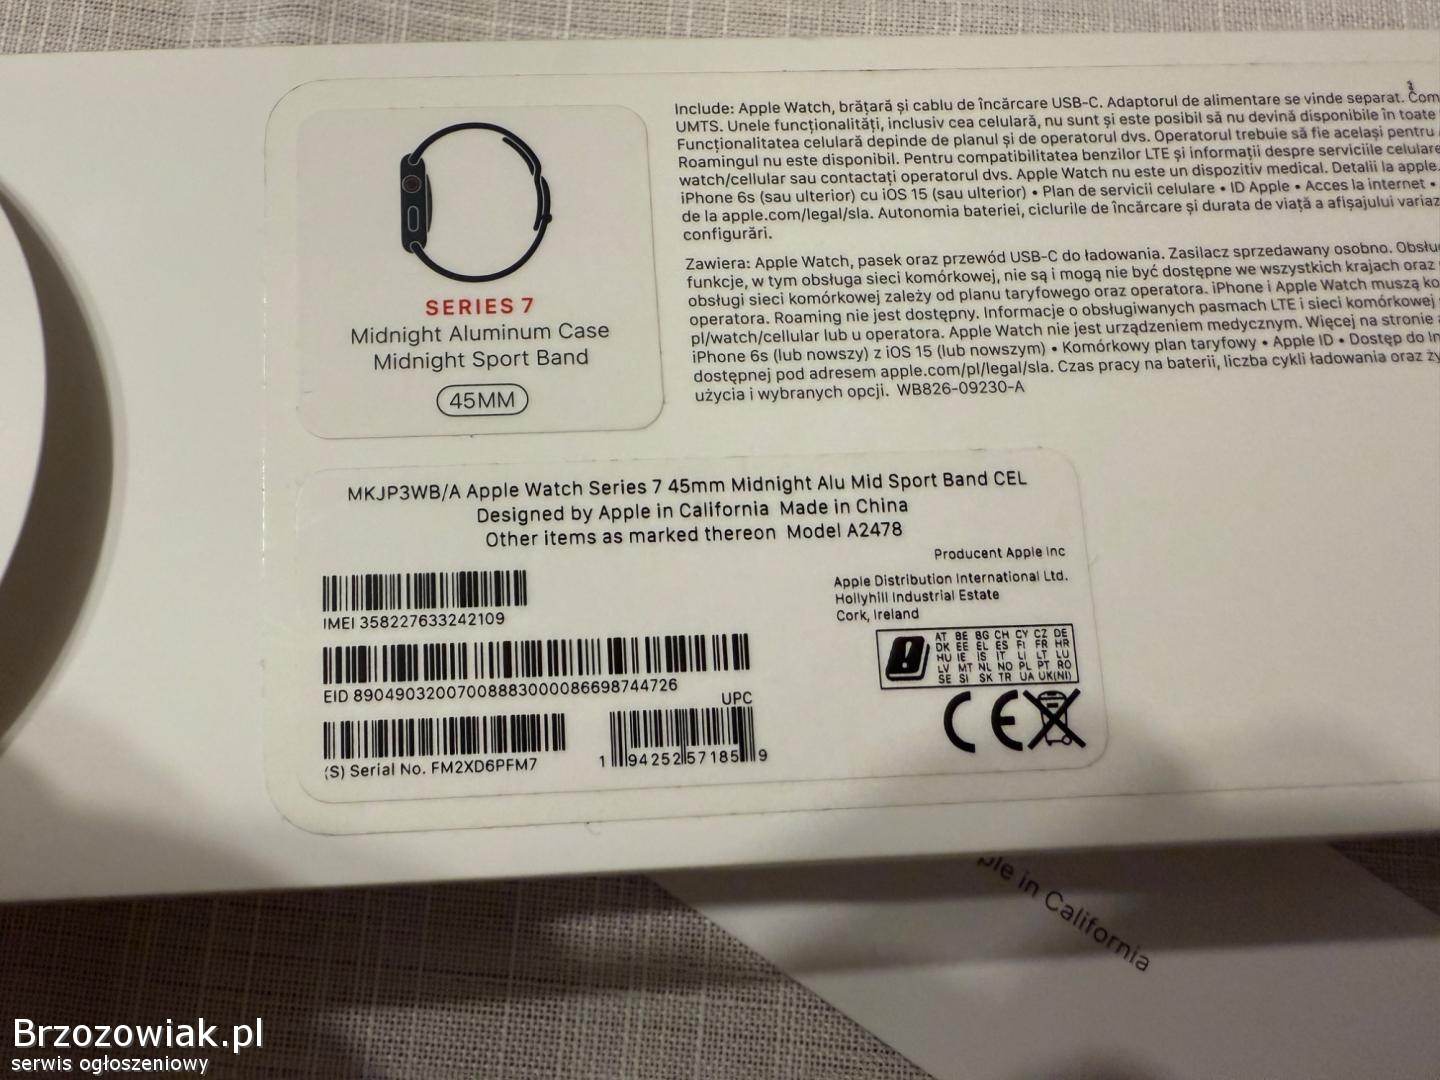 Include: Apple Watch, brățară și cablu de încărcare USB-C. Adaptorul de alimentare se vinde separat.
UMTS. Unele funcționalități, inclusiv cea celulară, nu sunt și este posibil să nu devină disponibile în toate
Funcționalitatea celulară depinde de planul și de operatorul dvs. Operatorul trebuie să fie același pentru
Roamingul nu este disponibil. Pentru compatibilitatea benzilor LTE și informații despre serviciile celulare
watch/cellular sau contactați operatorul dvs. Apple Watch nu este un dispozitiv medical. Detalii la apple.
iPhone 6s (sau ulterior) cu iOS 15 (sau ulterior) • Plan de servicii celulare • ID Apple • Acces la internet •
de la apple.com/legal/sla. Autonomia bateriei, ciclurile de încărcare și durata de viață a afișajului variaz
configurări.
Zawiera: Apple Watch, pasek oraz przewód USB-C do ładowania. Zasilacz sprzedawany osobno. Obsłu
funkcje, w tym obsługa sieci komórkowej, nie są i mogą nie być dostępne we wszystkich krajach oraz
obsługi sieci komórkowej zależy od planu taryfowego oraz operatora. iPhone i Apple Watch muszą ko
operatora. Roaming nie jest dostępny. Informacje o obsługiwanych pasmach LTE i sieci komórkowej
pl/watch/cellular lub u operatora. Apple Watch nie jest urządzeniem medycznym. Więcej na stronie
iPhone 6s (lub nowszy) z iOS 15 (lub nowszym) • Komórkowy plan taryfowy • Apple ID • Dostęp do In
dostępnej pod adresem apple.com/pl/legal/sla. Czas pracy na baterii, liczba cykli ładowania oraz ży
użycia i wybranych opcji. WB826-09230-A
SERIES 7
Midnight Aluminum Case
Midnight Sport Band
45MM
MKJP3WB/A Apple Watch Series 7 45mm Midnight Alu Mid Sport Band CEL
Designed by Apple in California Made in China
Other items as marked thereon Model A2478
Producent Apple Inc
Apple Distribution International Ltd.
Hollyhill Industrial Estate
Cork, Ireland
IMEI 358227633242109
EID 89049032007008883000086698744726
UPC
(S) Serial No. FM2XD6PFM7
1 94252 57185 9
AT BE BG CH CY CZ DE
DK EE EL ES FI FR HR
HU IE IS IT LI LT LU
LV MT NL NO PL PT RO
SE SI SK TR UA UK(NI)
CE
ple in California
Brzozowiak.pl
serwis ogłoszeniowy